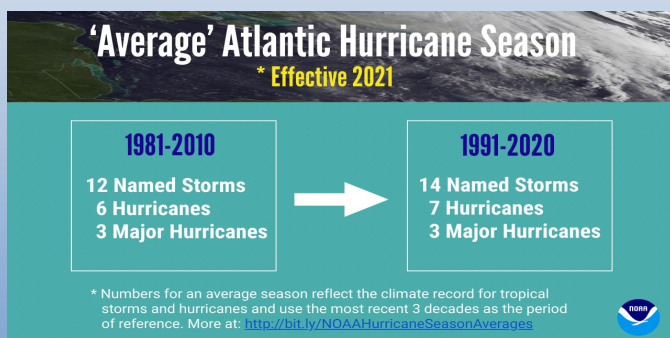 ‘Average’ Atlantic Hurricane Season
* Effective 2021
1981-2010
12 Named Storms
6 Hurricanes
3 Major Hurricanes
1991-2020
14 Named Storms
7 Hurricanes
3 Major Hurricanes
* Numbers for an average season reflect the climate record for tropical
storms and hurricanes and use the most recent 3 decades as the period
of reference. More at: http://bit.ly/NOAAHurricaneSeasonAverages
NOAA